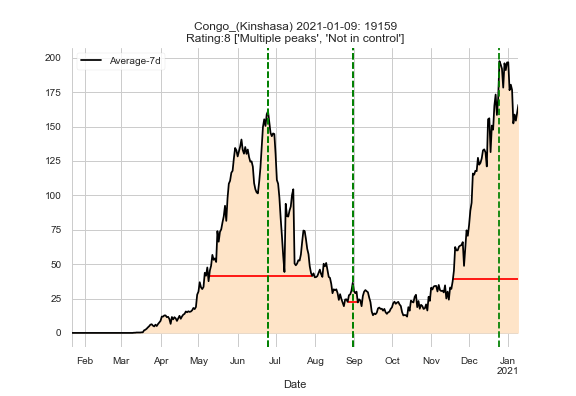 Congo_(Kinshasa) 2021-01-09: 19159
Rating:8 ['Multiple peaks', 'Not in control']
Average-7d
200
175
150
125
100
75
50
25
0
Feb Mar Apr May Jun Jul Aug Sep Oct Nov Dec Jan
2021
Date